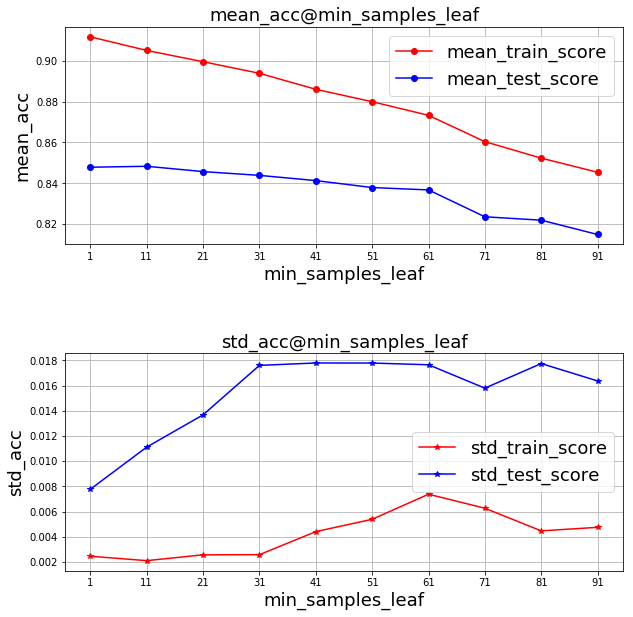 mean_acc@min_samples_leaf
mean_train_score
mean_test_score
mean_acc
0.90
0.88
0.86
0.84
0.82
1 11 21 31 41 51 61 71 81 91
min_samples_leaf
std_acc@min_samples_leaf
std_train_score
std_test_score
std_acc
0.018
0.016
0.014
0.012
0.010
0.008
0.006
0.004
0.002
1 11 21 31 41 51 61 71 81 91
min_samples_leaf